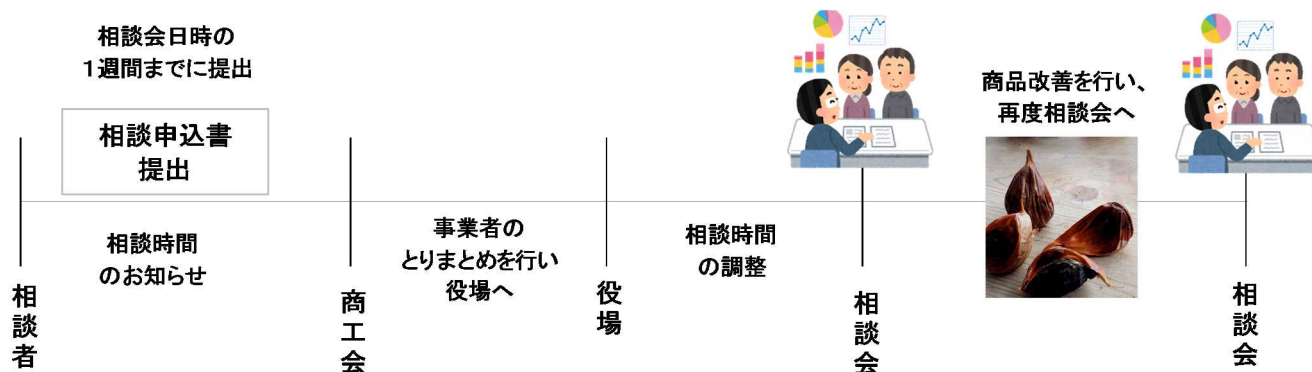 相談会日時の
１週間までに提出
相談申込書
提出
相談時間
のお知らせ
事業者の
とりまとめを行い
役場へ
相談時間
の調整
商品改善を行い、
再度相談会へ
相談者
商工会
役場
相談会
相談会